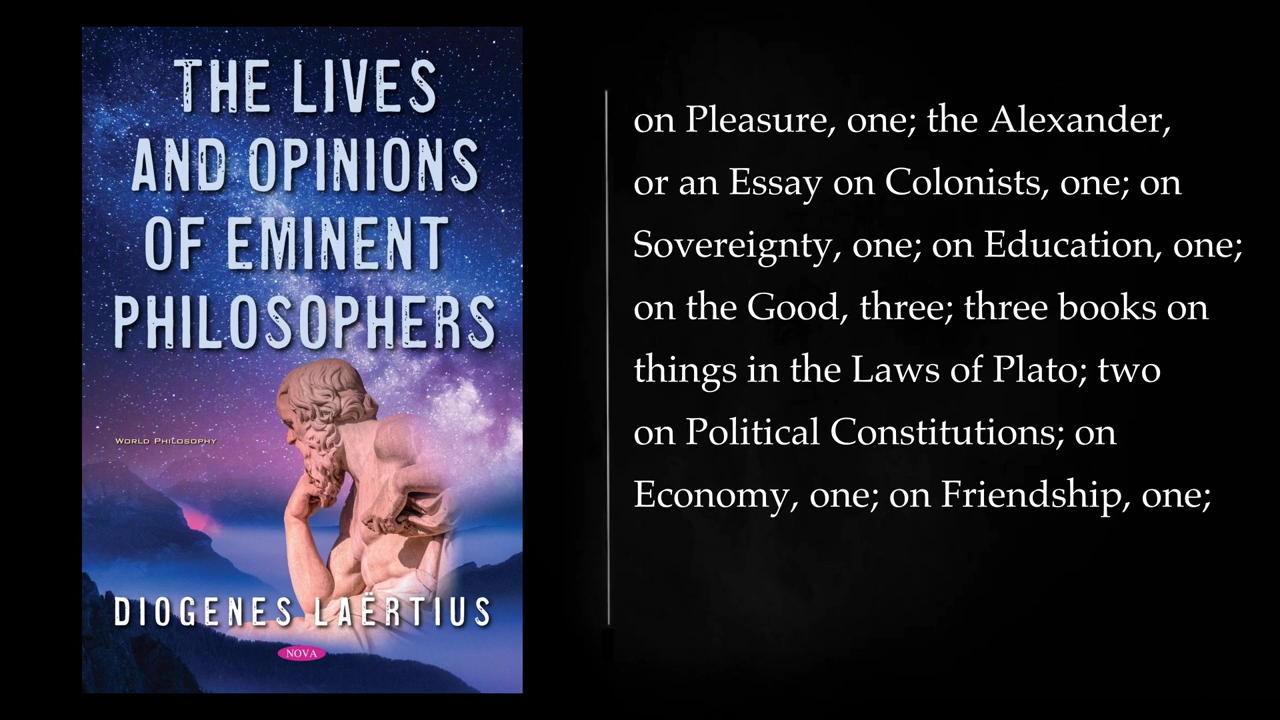 THE LIVES
AND OPINIONS
OF EMINENT
PHILOSOPHERS
WORLD PHILOSOPHY
DIOGENES LAËRTIUS
NOVA
on Pleasure, one; the Alexander,
or an Essay on Colonists, one; on
Sovereignty, one; on Education, one;
on the Good, three; three books on
things in the Laws of Plato; two
on Political Constitutions; on
Economy, one; on Friendship, one;